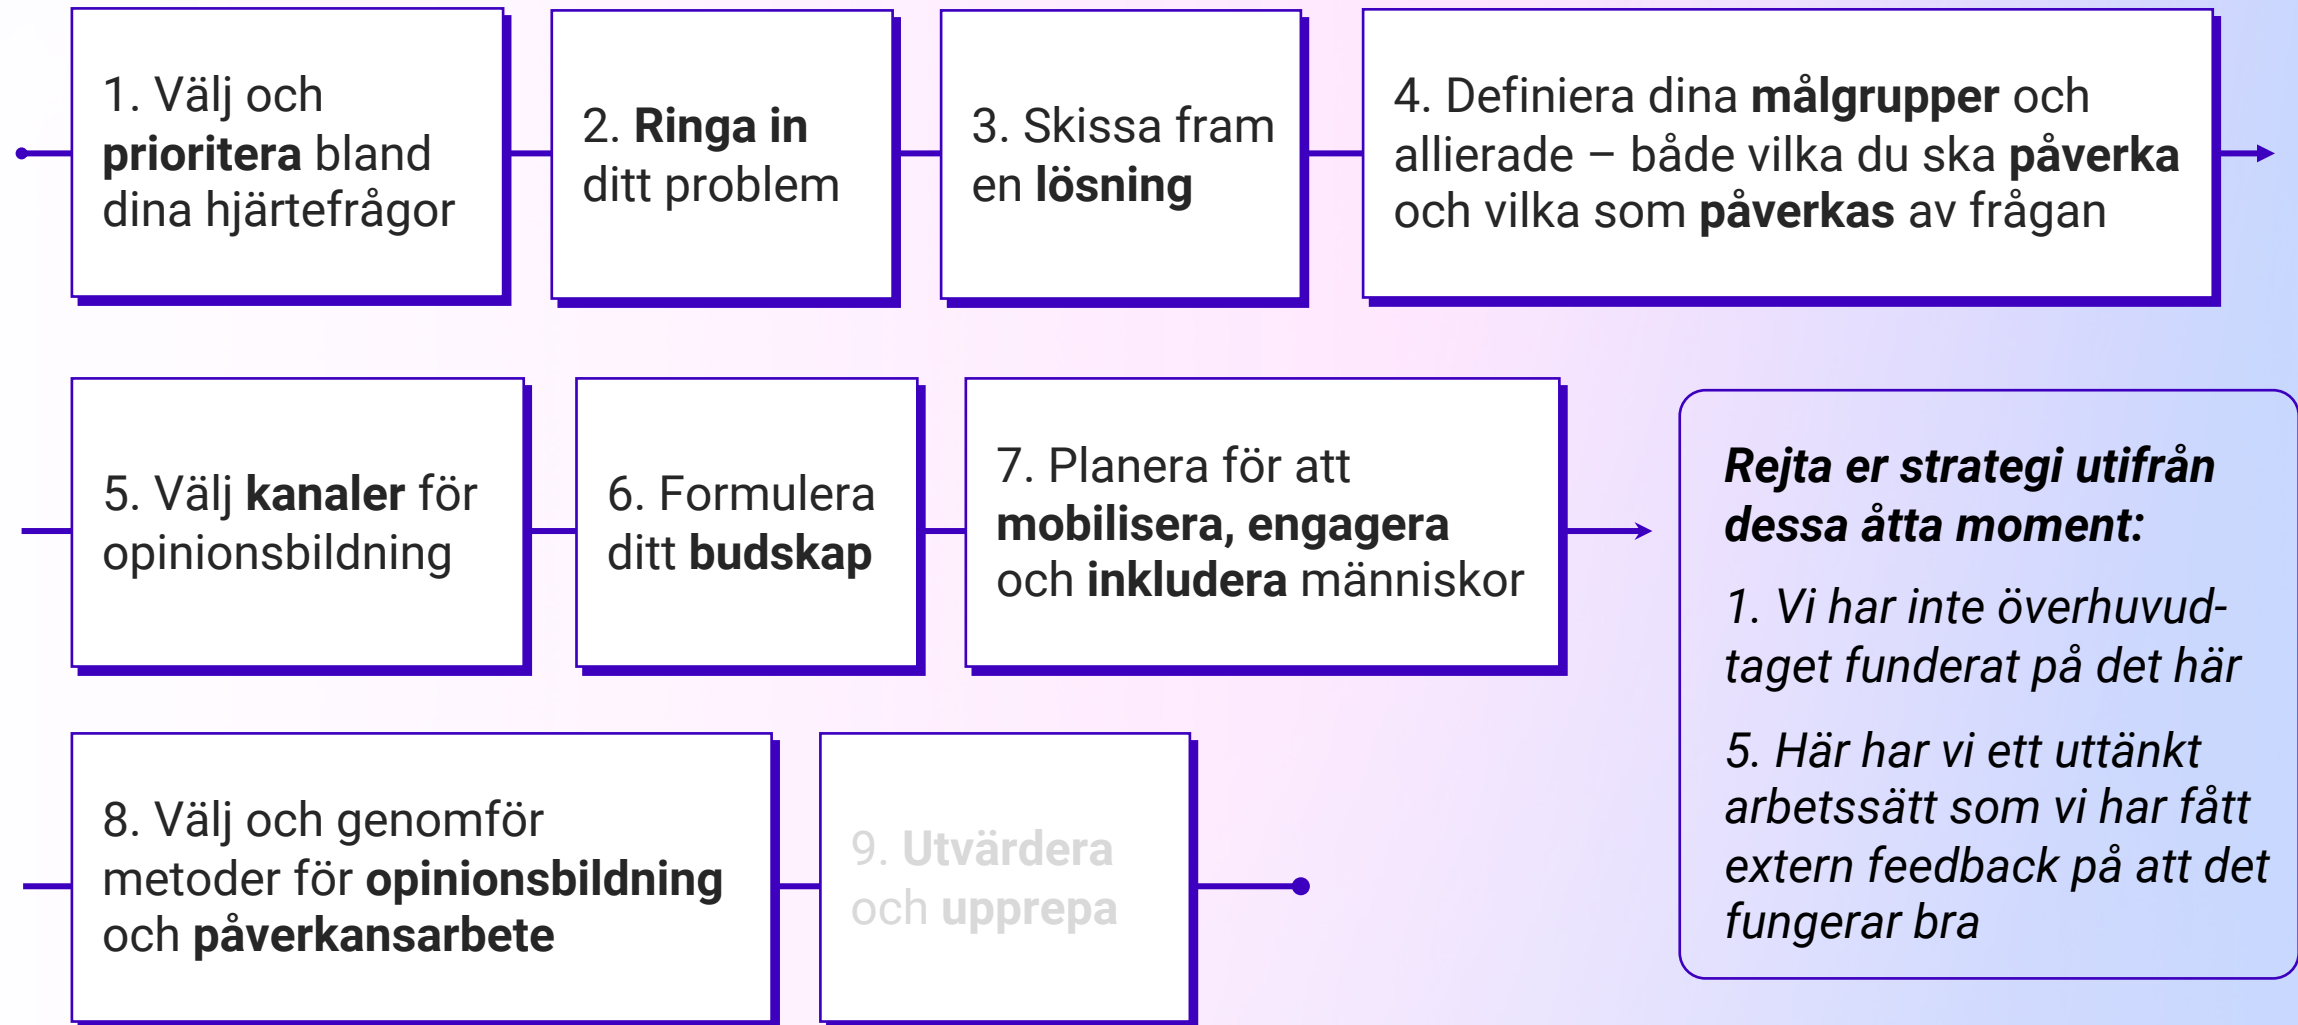 1. Välj och
prioritera bland
dina hjärtefrågor
2. Ringa in
ditt problem
3. Skissa fram
en lösning
4. Definiera dina målgrupper och
allierade – både vilka du ska påverka
och vilka som påverkas av frågan
5. Välj kanaler för
opinionsbildning
6. Formulera
ditt budskap
7. Planera för att
mobilisera, engagera
och inkludera människor
8. Välj och genomför
metoder för opinionsbildning
och påverkansarbete
9. Utvärdera
och upprepa
Rejta er strategi utifrån
dessa åtta moment:
1. Vi har inte överhuvud-
taget funderat på det här
5. Här har vi ett uttänkt
arbetssätt som vi har fått
extern feedback på att det
fungerar bra